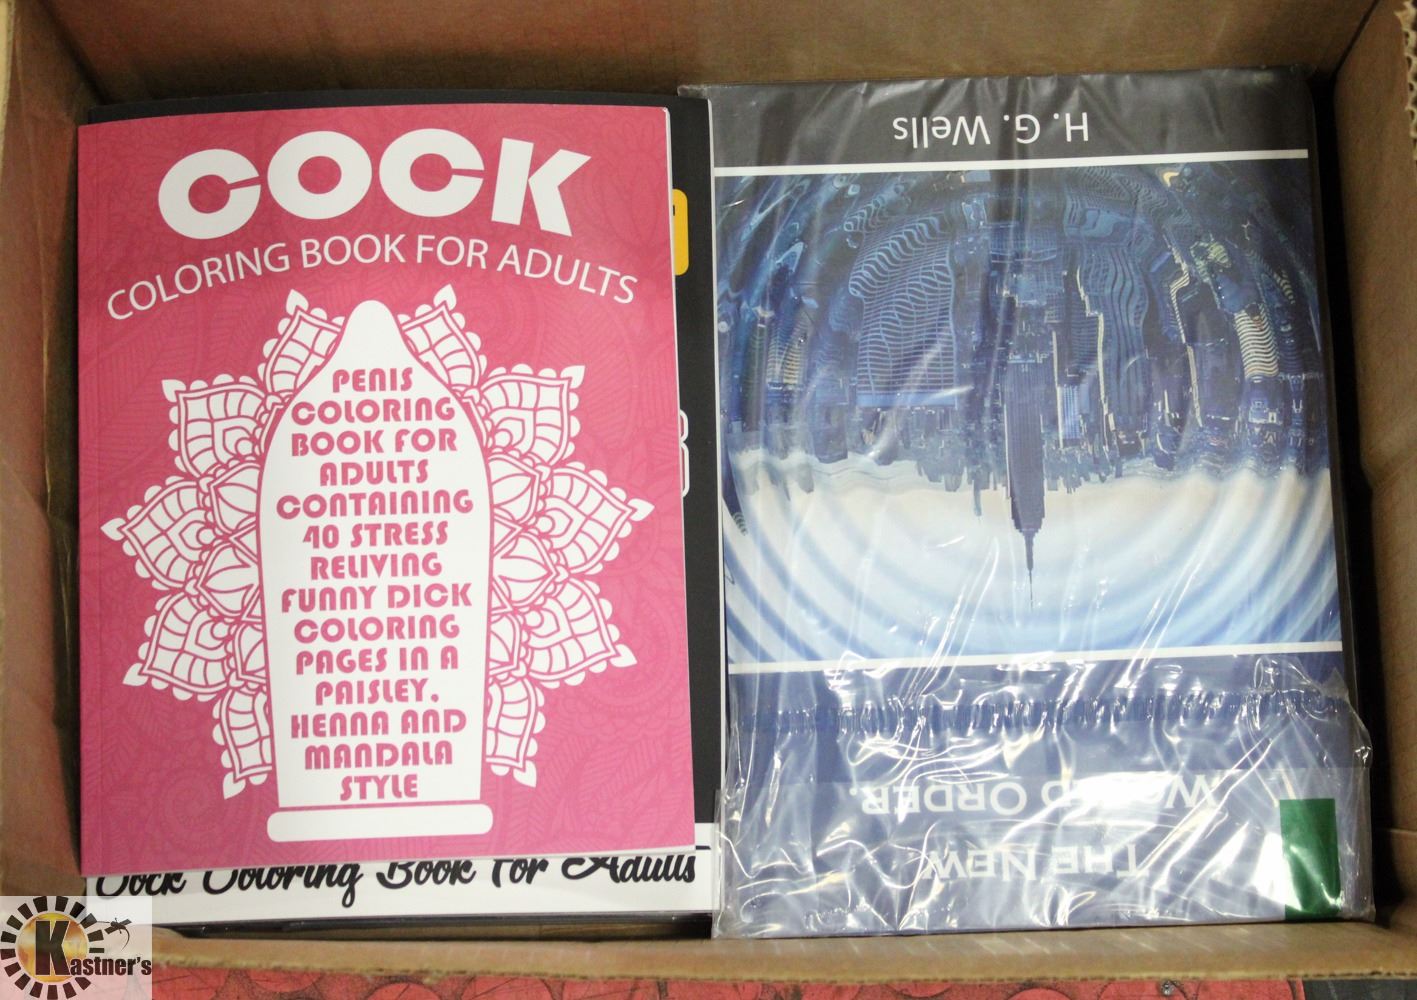 COCK
COLORING BOOK FOR ADULTS
PENIS
COLORING
BOOK FOR
ADULTS
CONTAINING
40 STRESS
RELIVING
FUNNY DICK
COLORING
PAGES IN A
PAISLEY,
HENNA AND
MANDALA
STYLE
Cock Coloring Book For Adults
H. G. Wells
THE NEW
WORLD ORDER.
Kastner's